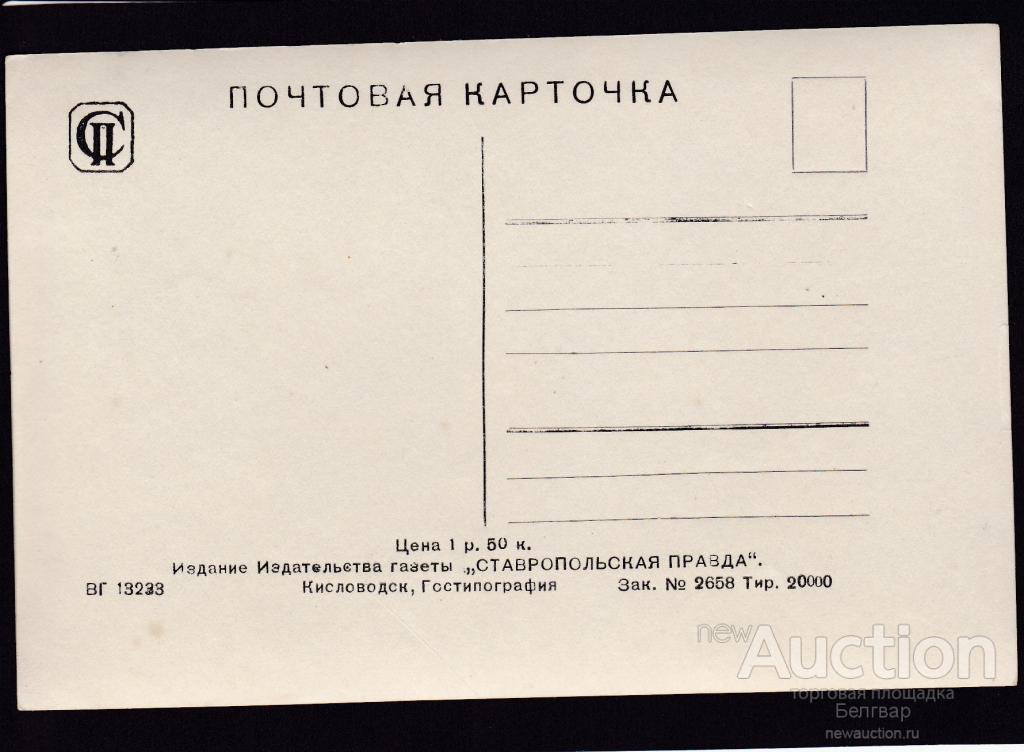 ПОЧТОВАЯ КАРТОЧКА
СП
Цена 1 р. 50 к.
Издание Издательства газеты „СТАВРОПОЛЬСКАЯ ПРАВДА“.
ВГ 13233 Кисловодск, Гостипография Зак. № 2658 Тир. 20000
newAuction
торговая площадка
Белгвар
newauction.ru